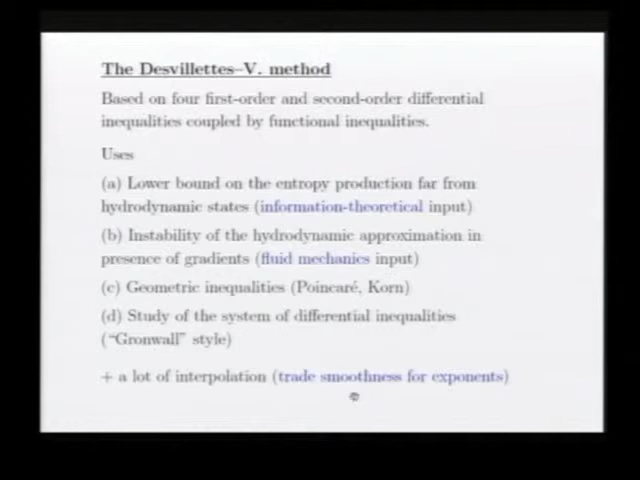 The Desvillettes–V. method
Based on four first-order and second-order differential
inequalities coupled by functional inequalities.
Uses
(a) Lower bound on the entropy production far from
hydrodynamic states (information-theoretical input)
(b) Instability of the hydrodynamic approximation in
presence of gradients (fluid mechanics input)
(c) Geometric inequalities (Poincaré, Korn)
(d) Study of the system of differential inequalities
(“Gronwall” style)
+ a lot of interpolation (trade smoothness for exponents)